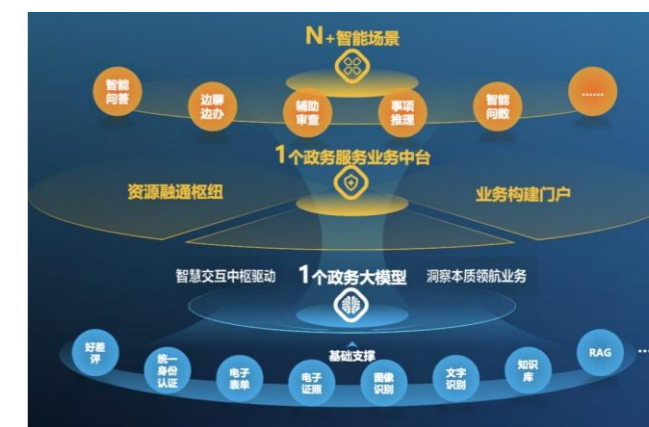 N+智能场景
智能
问答
边聊
边办
辅助
审查
事项
推理
智能
问数
......
1个政务服务业务中台
资源融通枢纽
业务构建门户
智慧交互中枢驱动
1个政务大模型
洞察本质领航业务
基础支撑
好差
评
统一
身份
认证
电子
表单
电子
证照
图像
识别
文字
识别
知识
库
RAG
...